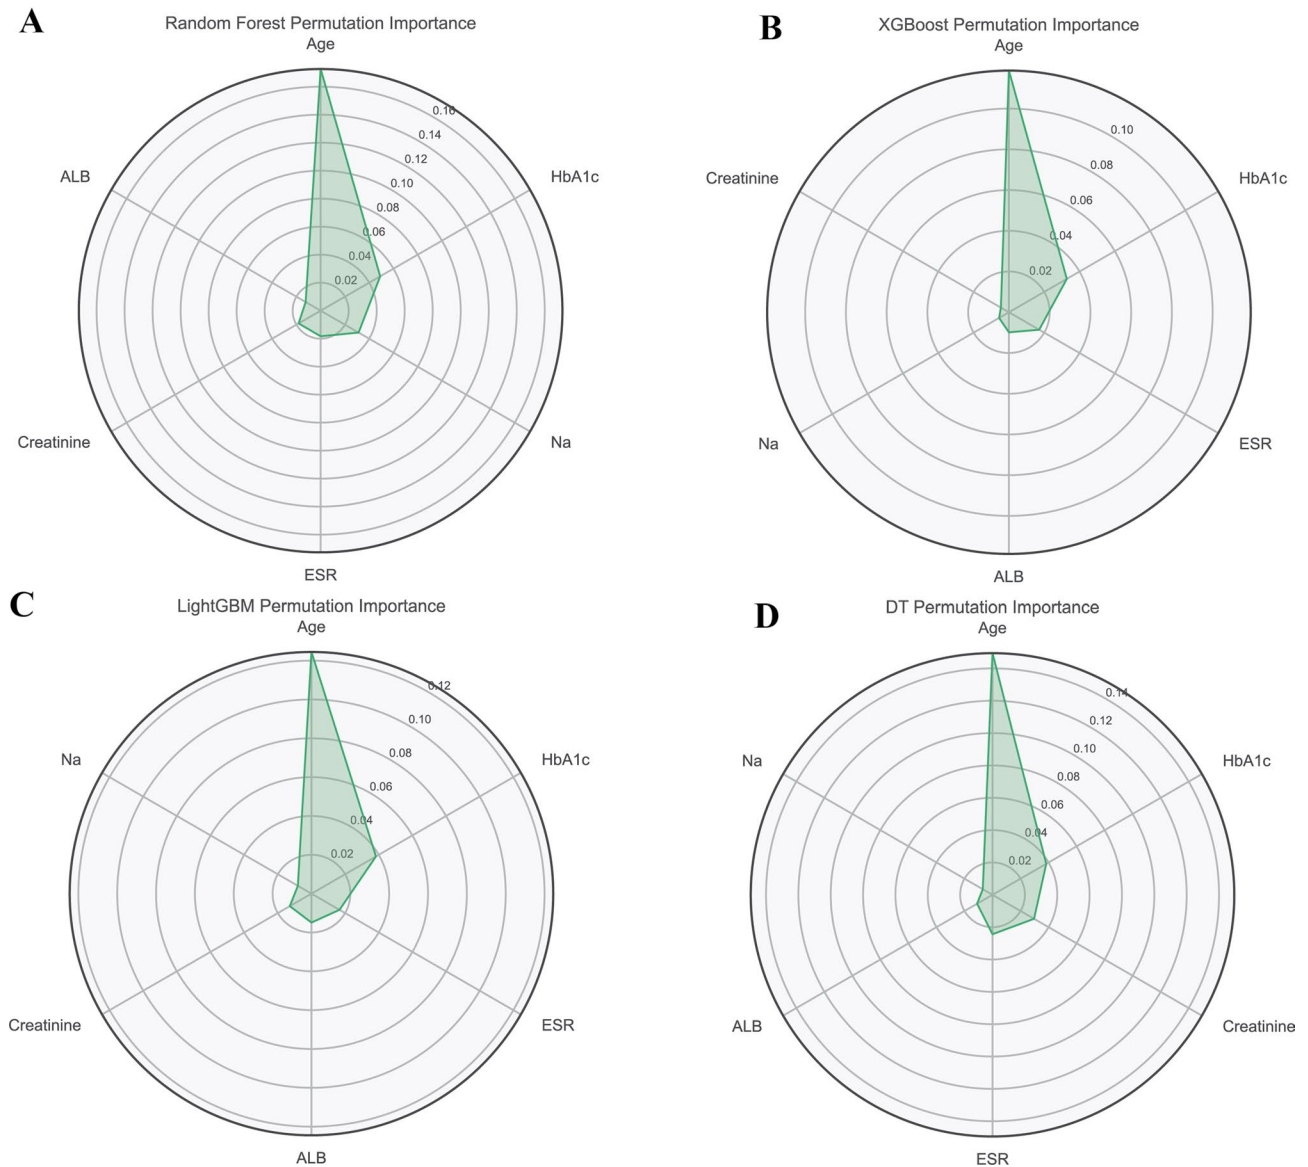 A
Random Forest Permutation Importance
Age
0.16
0.14
0.12
0.10
0.08
0.06
0.04
0.02
ALB
HbA1c
Creatinine
Na
ESR
B
XGBoost Permutation Importance
Age
0.10
0.08
0.06
0.04
0.02
Creatinine
HbA1c
Na
ESR
ALB
C
LightGBM Permutation Importance
Age
0.12
0.10
0.08
0.06
0.04
0.02
Na
HbA1c
Creatinine
ESR
ALB
D
DT Permutation Importance
Age
0.14
0.12
0.10
0.08
0.06
0.04
0.02
Na
HbA1c
ALB
Creatinine
ESR